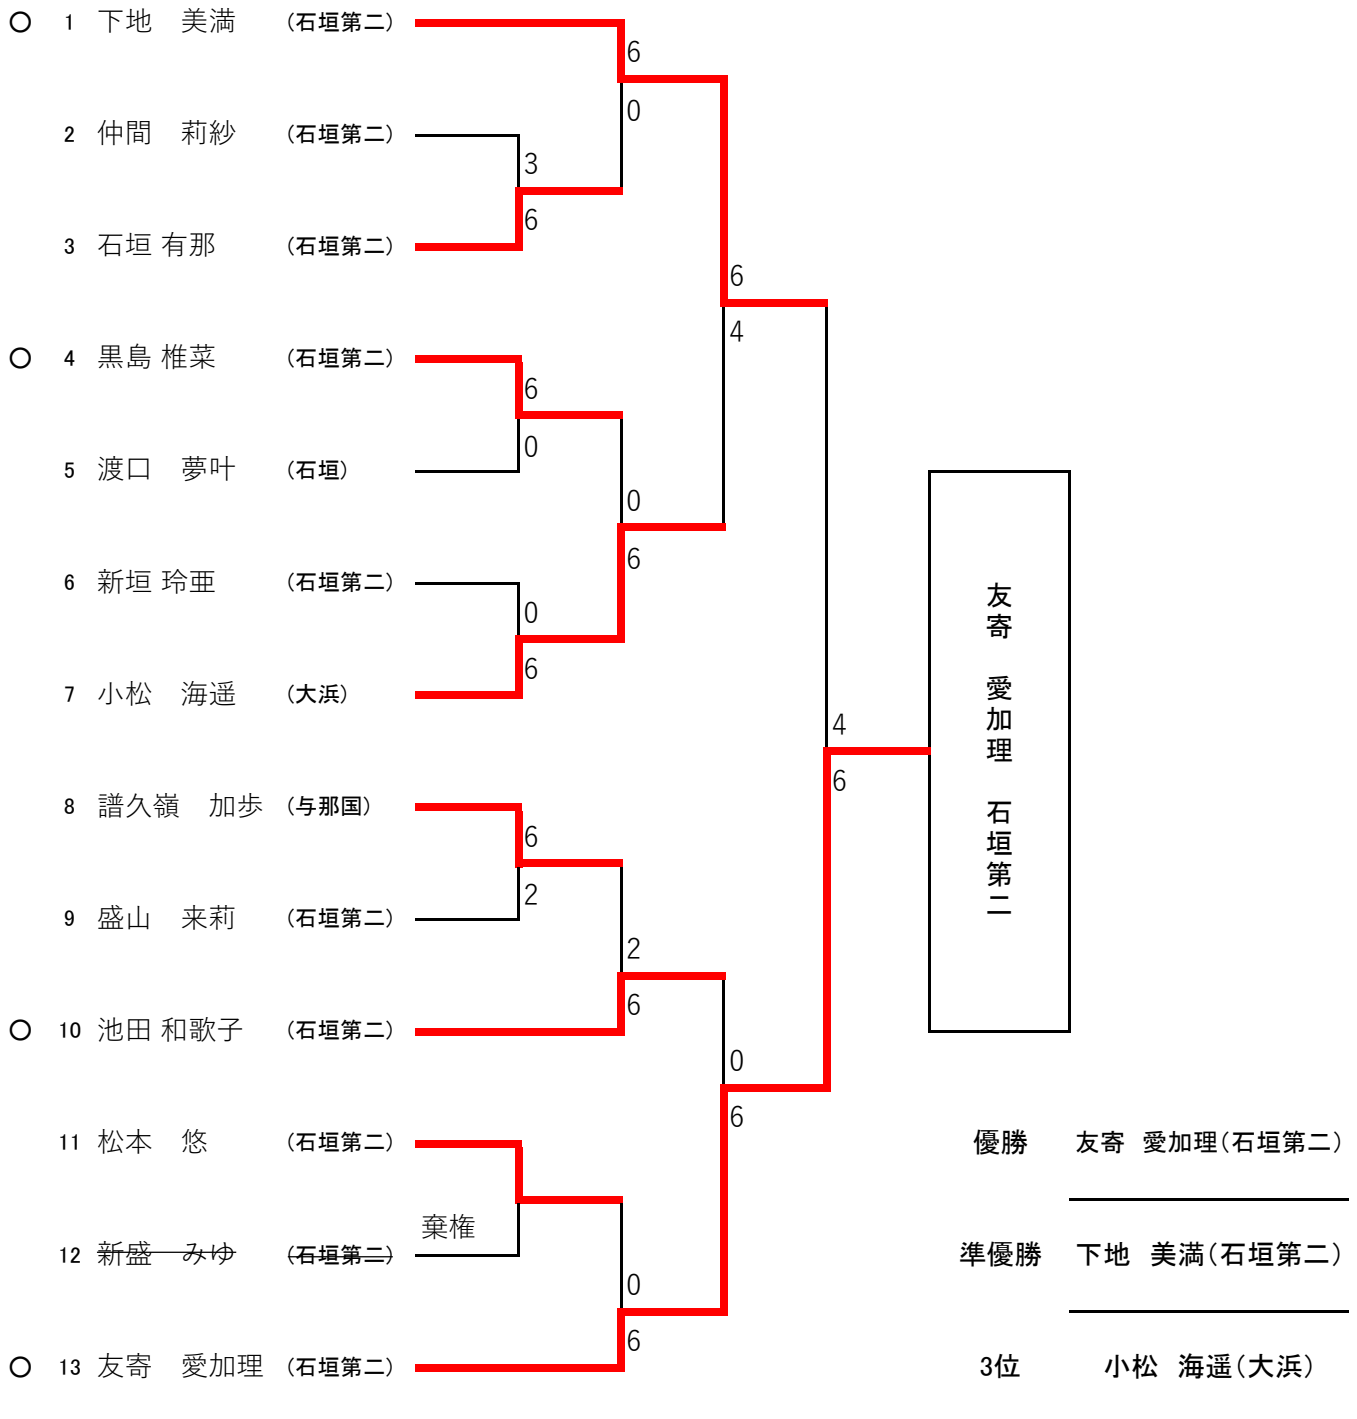 ○ 1 下地　美満 (石垣第二)
6
0
2 仲間　莉紗 (石垣第二)
3
6
3 石垣 有那 (石垣第二)
6
4
○ 4 黒島 椎菜 (石垣第二)
6
0
5 渡口　夢叶 (石垣)
0
6
6 新垣 玲亜 (石垣第二)
0
6
7 小松　海遥 (大浜)
4
6
8 譜久嶺　加歩 (与那国)
6
2
9 盛山　来莉 (石垣第二)
2
6
○ 10 池田 和歌子 (石垣第二)
0
6
11 松本　悠 (石垣第二)
棄権
12 新盛　みゆ (石垣第二)
0
6
○ 13 友寄　愛加理 (石垣第二)
友寄　愛加理　石垣第二
優勝 友寄　愛加理(石垣第二)
準優勝 下地　美満(石垣第二)
3位 小松　海遥(大浜)